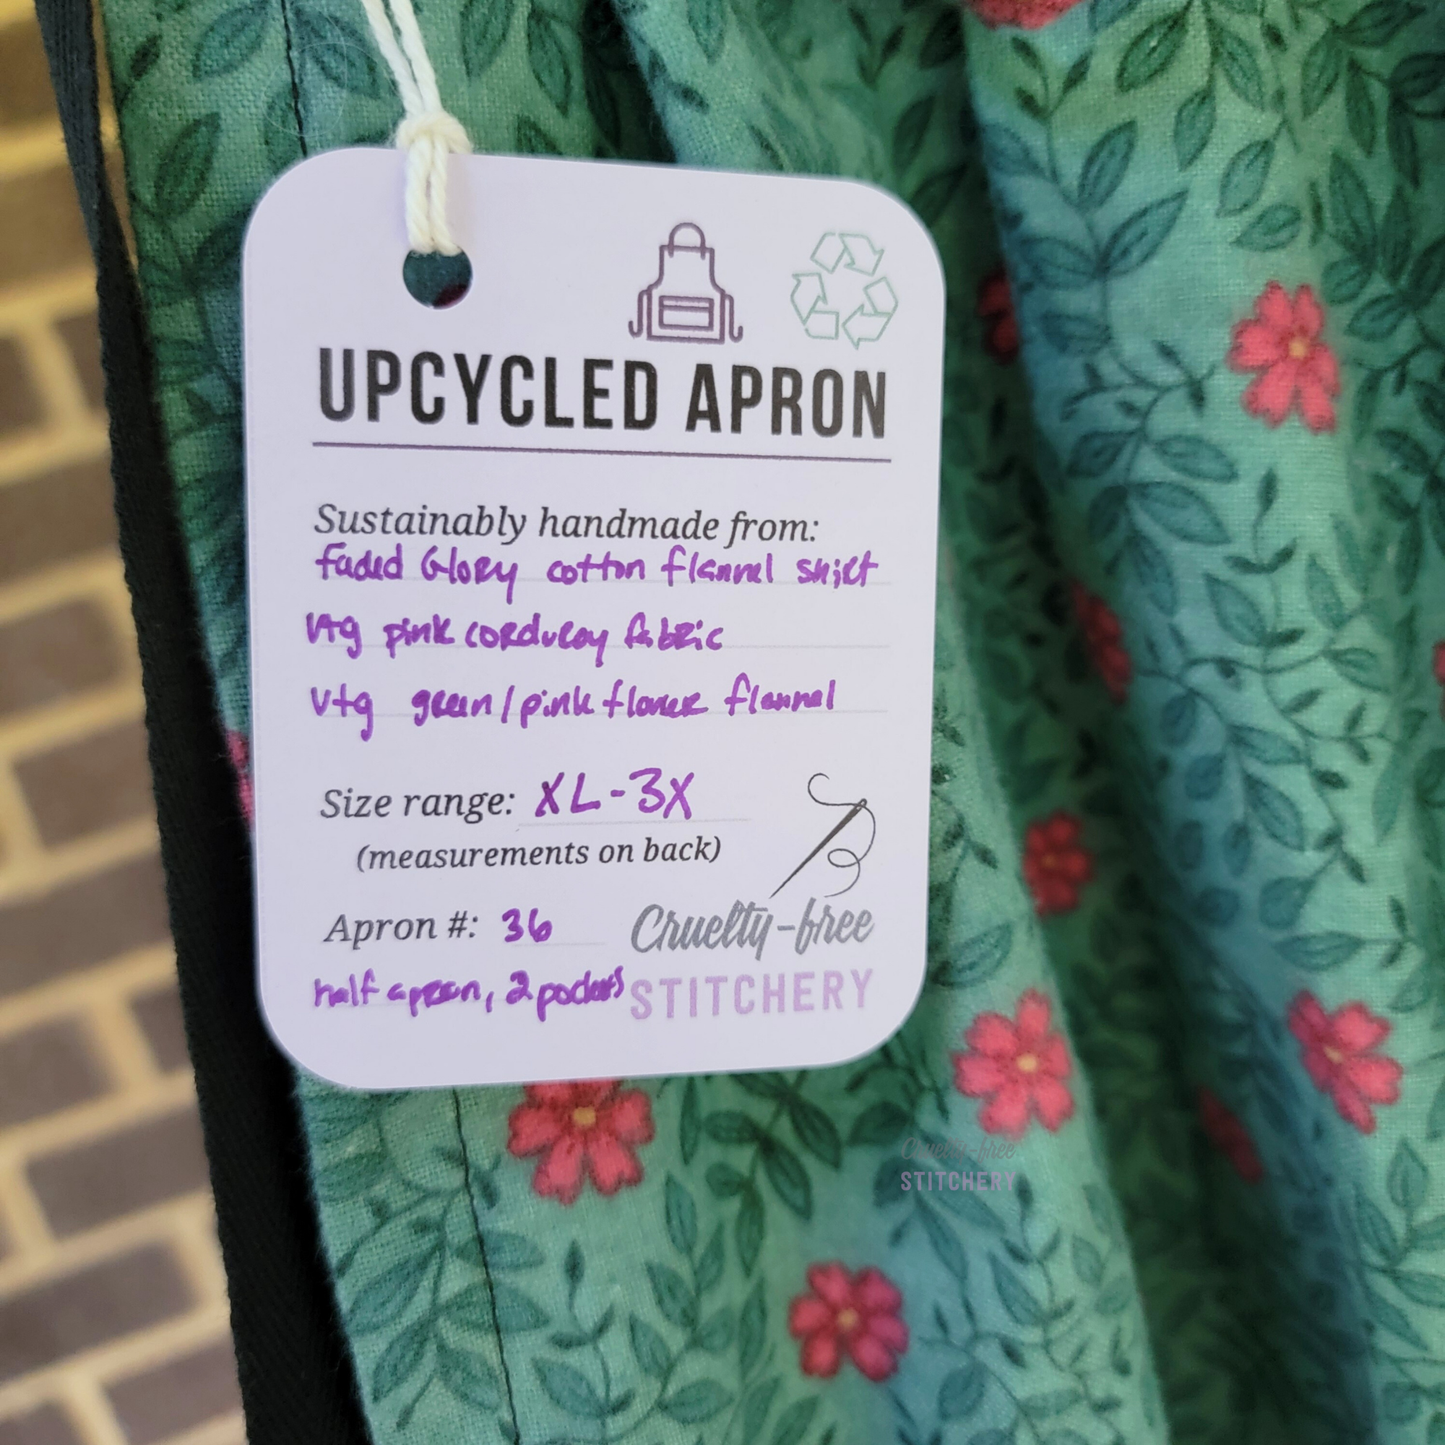 UPCYCLED APRON
Sustainably handmade from:
Faded Glory cotton flannel shirt
vtg pink corduroy fabric
vtg green/pink flower flannel
Size range: XL-3X
(measurements on back)
Apron #: 36
half apron, 2 pockets
Cruelty-free
STITCHERY
Cruelty-free
STITCHERY